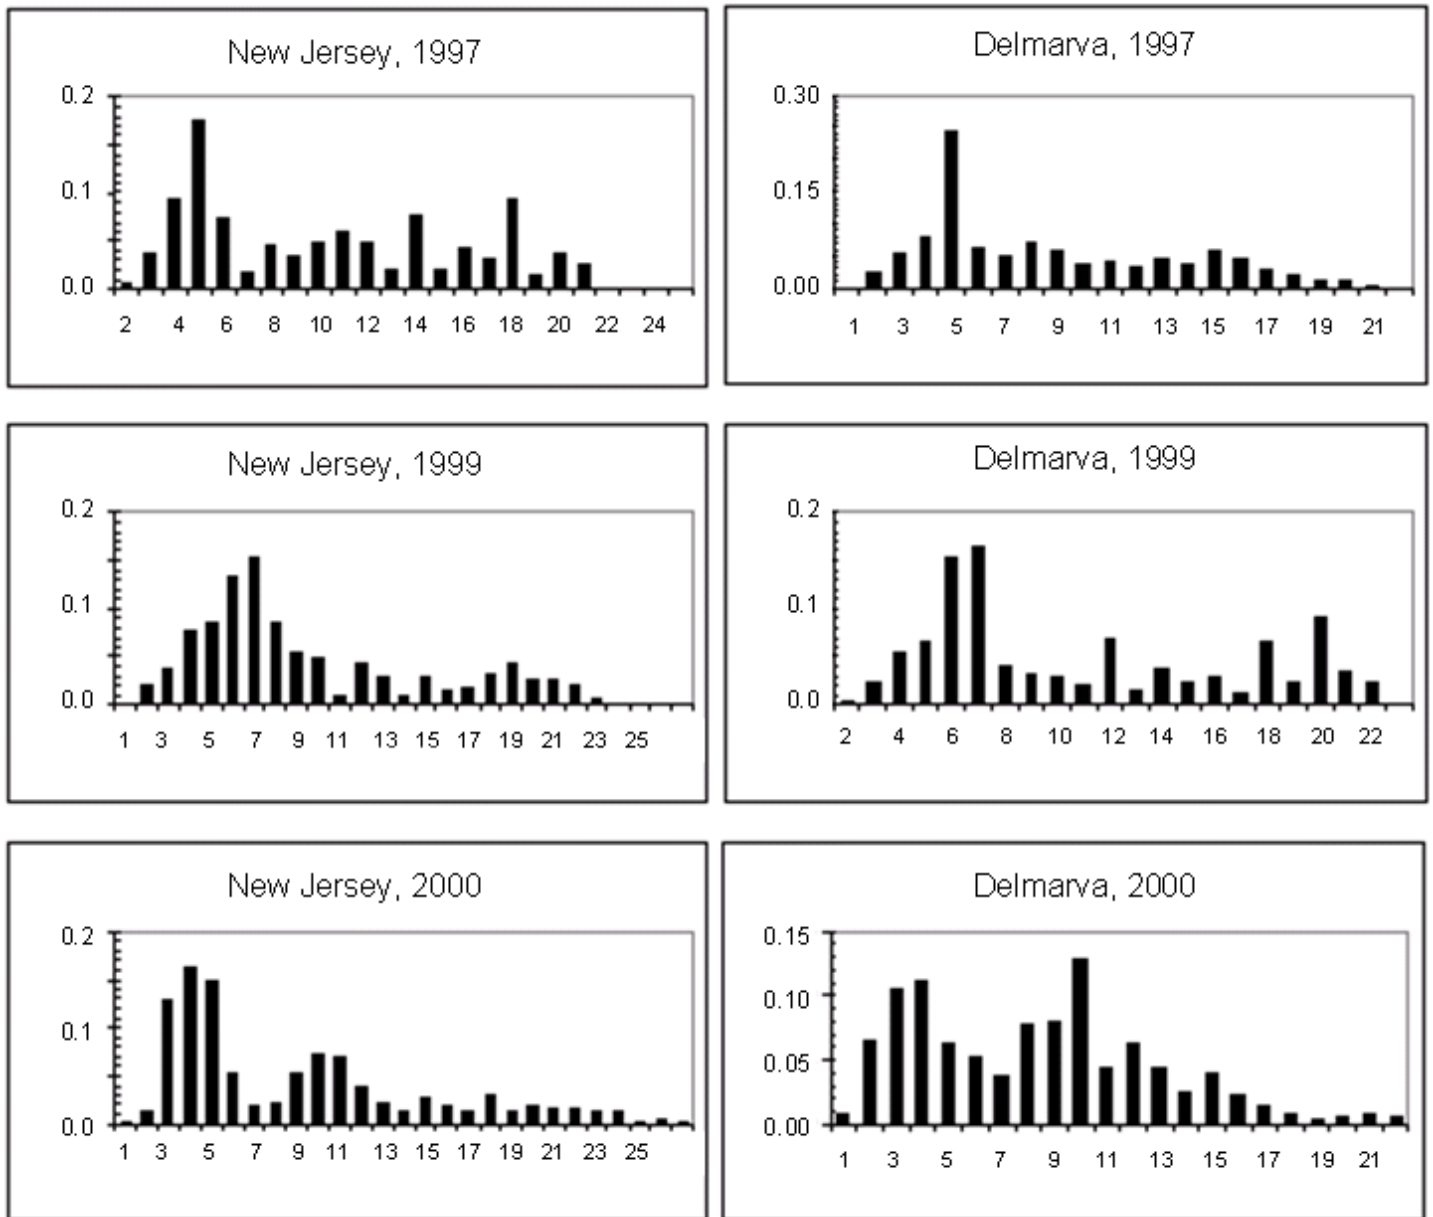 New Jersey, 1997
0.2
0.1
0.0
2 4 6 8 10 12 14 16 18 20 22 24
Delmarva, 1997
0.30
0.15
0.00
1 3 5 7 9 11 13 15 17 19 21
New Jersey, 1999
0.2
0.1
0.0
1 3 5 7 9 11 13 15 17 19 21 23 25
Delmarva, 1999
0.2
0.1
0.0
2 4 6 8 10 12 14 16 18 20 22
New Jersey, 2000
0.2
0.1
0.0
1 3 5 7 9 11 13 15 17 19 21 23 25
Delmarva, 2000
0.15
0.10
0.05
0.00
1 3 5 7 9 11 13 15 17 19 21